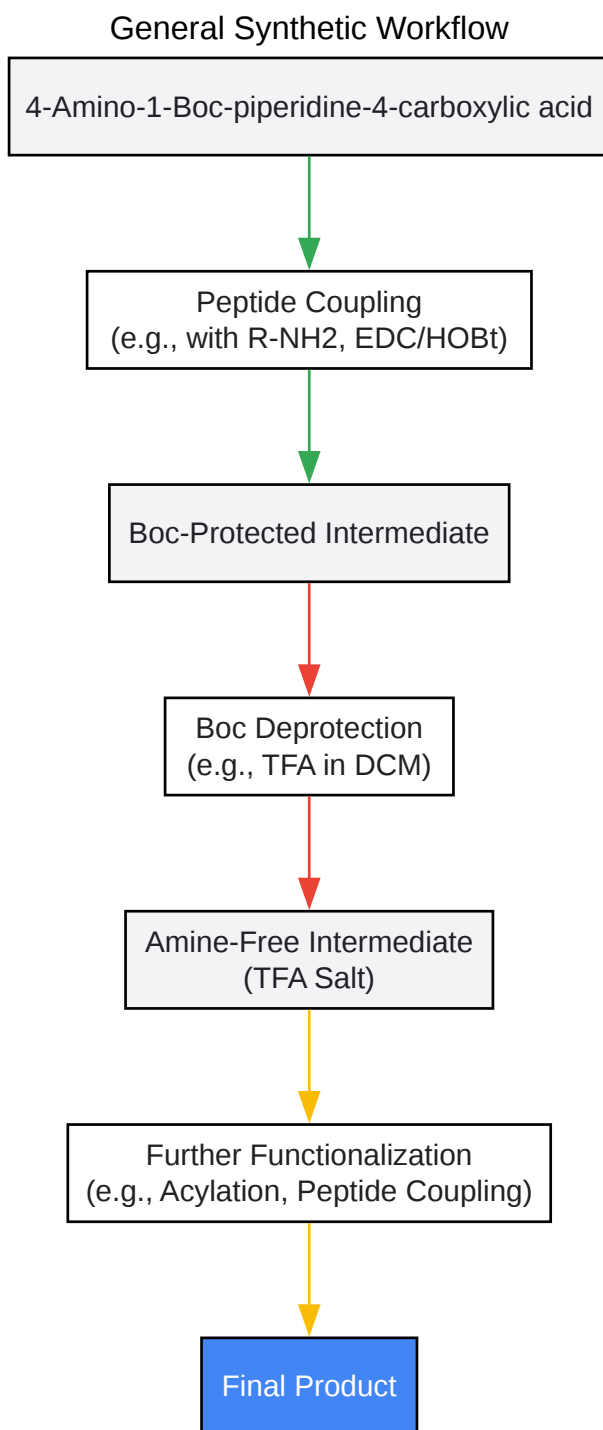 General Synthetic Workflow
4-Amino-1-Boc-piperidine-4-carboxylic acid
Peptide Coupling
(e.g., with R-NH2, EDC/HOBt)
Boc-Protected Intermediate
Boc Deprotection
(e.g., TFA in DCM)
Amine-Free Intermediate
(TFA Salt)
Further Functionalization
(e.g., Acylation, Peptide Coupling)
Final Product